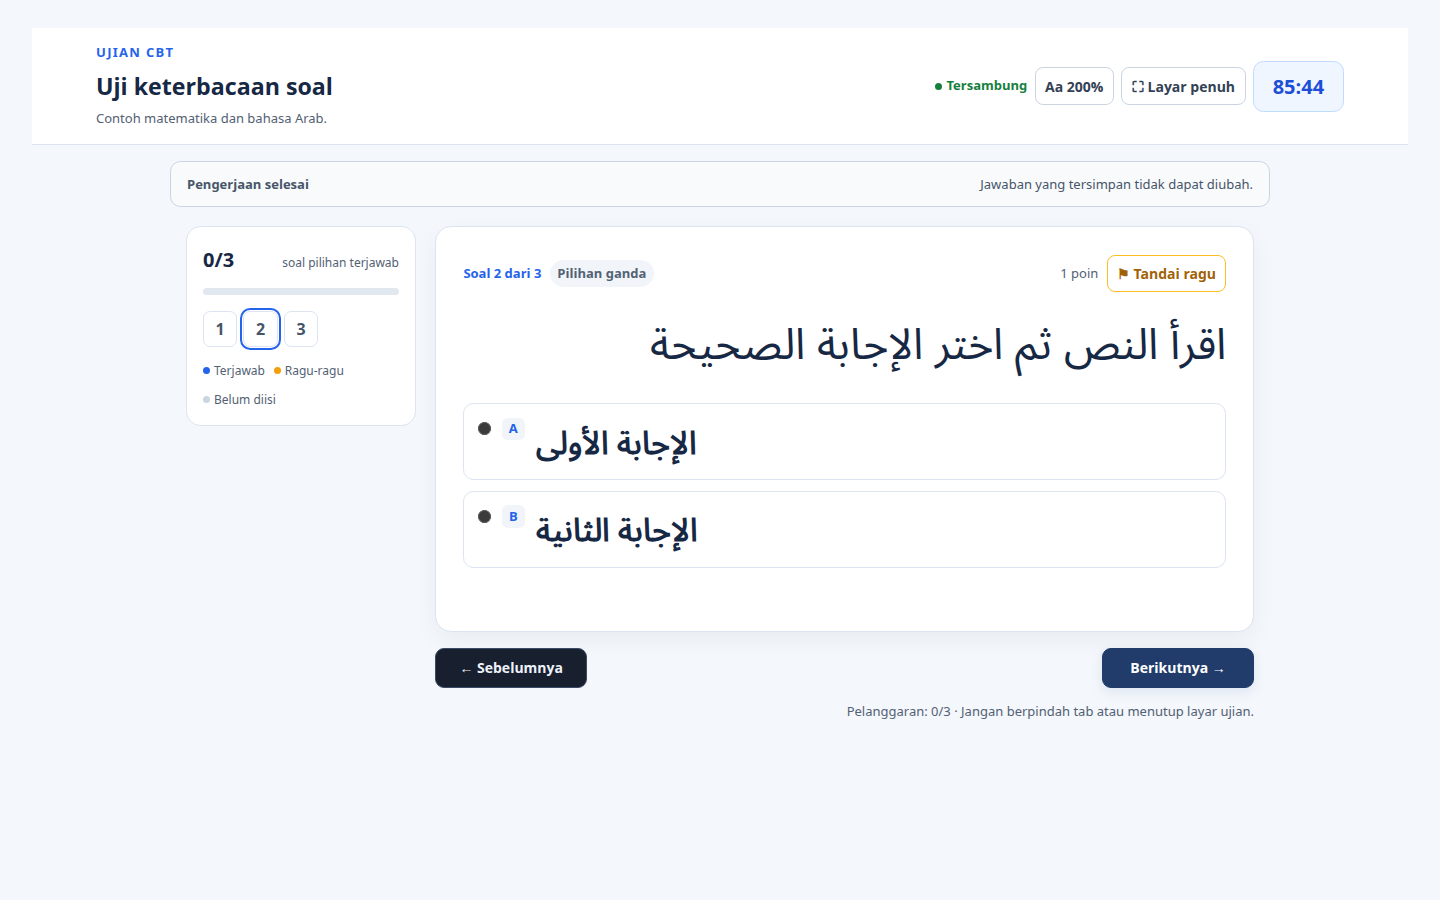 UJIAN CBT
Uji keterbacaan soal
Contoh matematika dan bahasa Arab.
Tersambung
Aa 200%
Layar penuh
85:44
Pengerjaan selesai
Jawaban yang tersimpan tidak dapat diubah.
0/3
soal pilihan terjawab
1 2 3
Terjawab Ragu-ragu
Belum diisi
Soal 2 dari 3
Pilihan ganda
1 poin
⚑ Tandai ragu
اقرأ النص ثم اختر الإجابة الصحيحة
A الإجابة الأولى
B الإجابة الثانية
← Sebelumnya
Berikutnya →
Pelanggaran: 0/3 · Jangan berpindah tab atau menutup layar ujian.